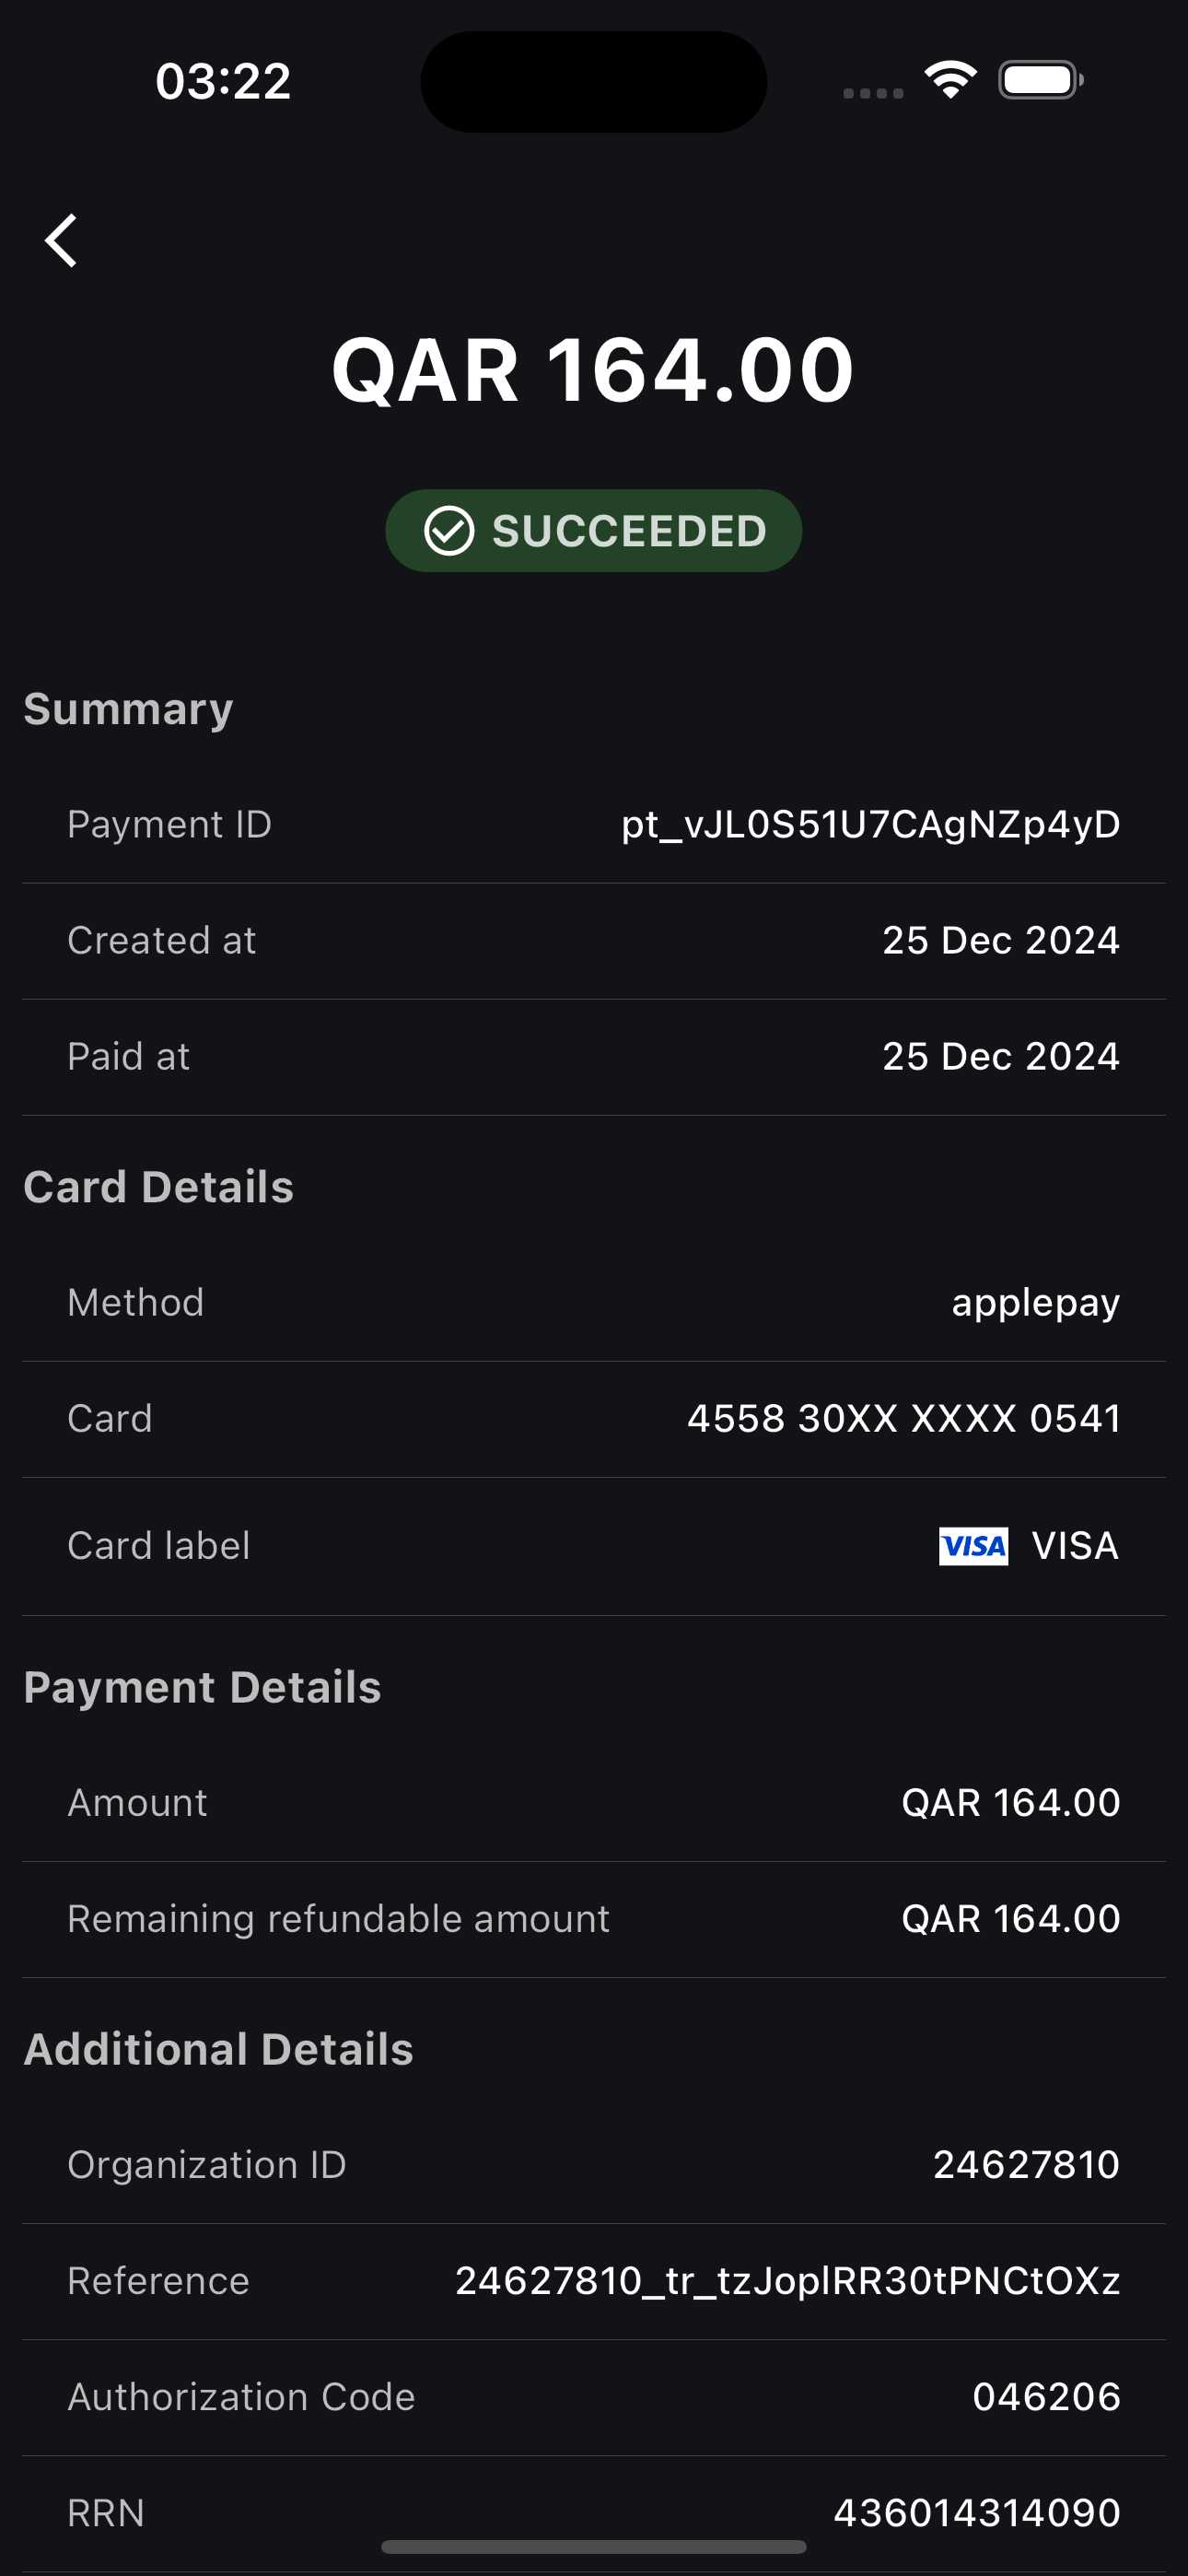 03:22
QAR 164.00
SUCCEEDED
Summary
Payment ID pt_vJL0S51U7CAgNZp4yD
Created at 25 Dec 2024
Paid at 25 Dec 2024
Card Details
Method applepay
Card 4558 30XX XXXX 0541
Card label VISA VISA
Payment Details
Amount QAR 164.00
Remaining refundable amount QAR 164.00
Additional Details
Organization ID 24627810
Reference 24627810_tr_tzJoplRR30tPNCtOXz
Authorization Code 046206
RRN 436014314090